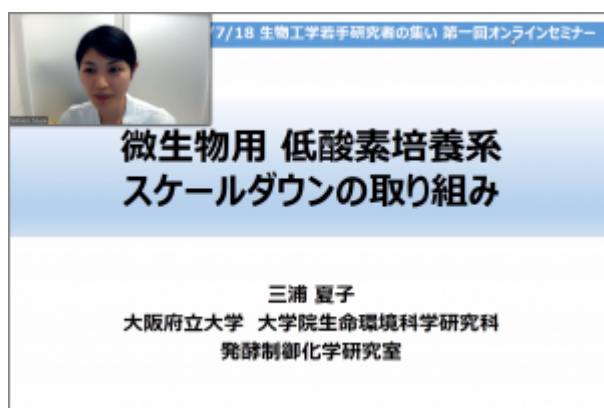 /7/18 生物工学若手研究者の集い 第一回オンラインセミナー
微生物用 低酸素培養系
スケールダウンの取り組み
三浦 夏子
大阪府立大学 大学院生命環境科学研究科
発酵制御化学研究室